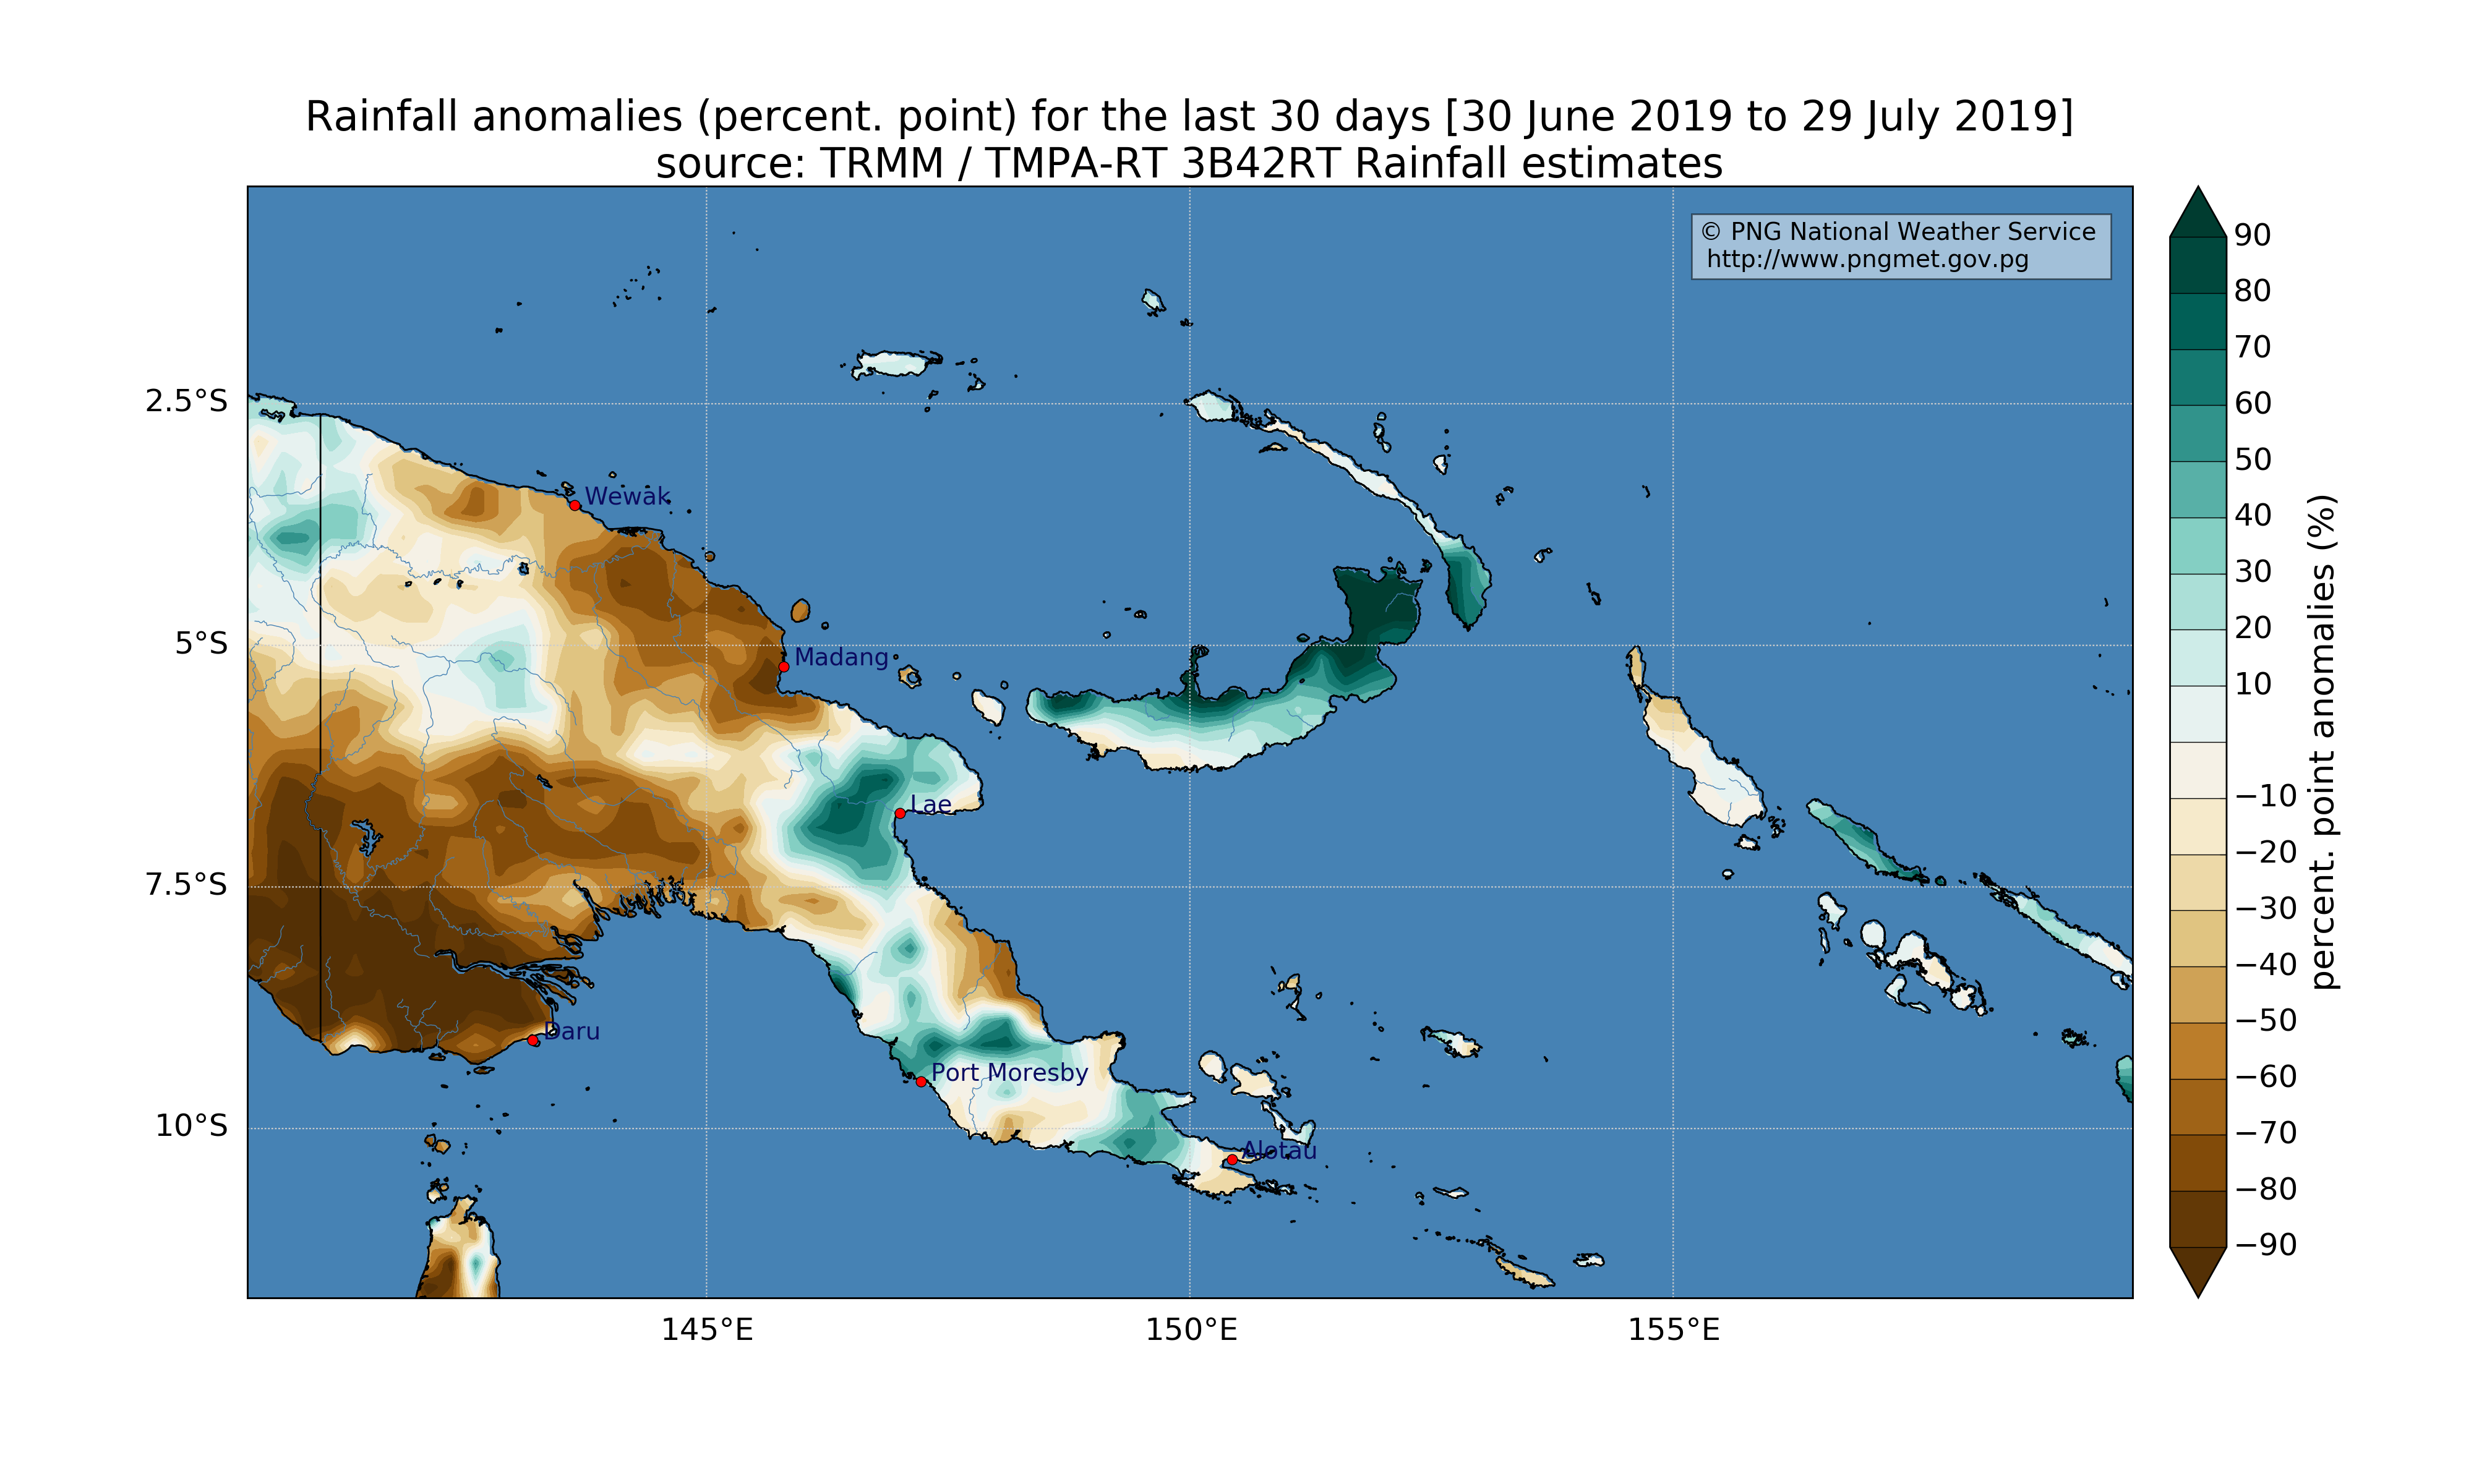 Rainfall anomalies (percent. point) for the last 30 days [30 June 2019 to 29 July 2019]
source: TRMM / TMPA-RT 3B42RT Rainfall estimates
© PNG National Weather Service
http://www.pngmet.gov.pg
2.5°S
5°S
7.5°S
10°S
Wewak
Madang
Lae
Daru
Port Moresby
Alotau
145°E
150°E
155°E
90
80
70
60
50
40
30
20
10
−10
−20
−30
−40
−50
−60
−70
−80
−90
percent. point anomalies (%)